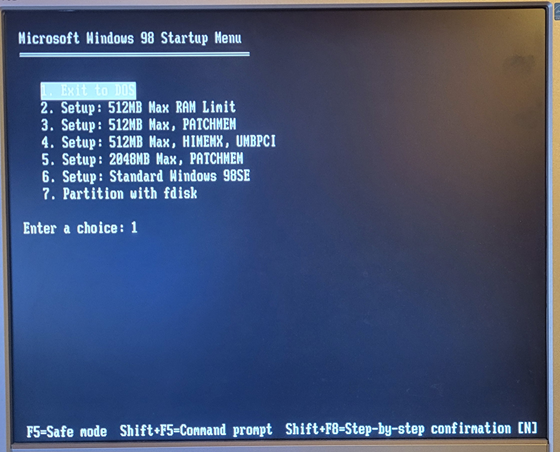 Microsoft Windows 98 Startup Menu
1. Exit to DOS
2. Setup: 512MB Max RAM Limit
3. Setup: 512MB Max, PATCHMEM
4. Setup: 512MB Max, HIMEMX, UMBPCI
5. Setup: 2048MB Max, PATCHMEM
6. Setup: Standard Windows 98SE
7. Partition with fdisk
Enter a choice: 1
F5=Safe mode Shift+F5=Command prompt Shift+F8=Step-by-step confirmation [N]